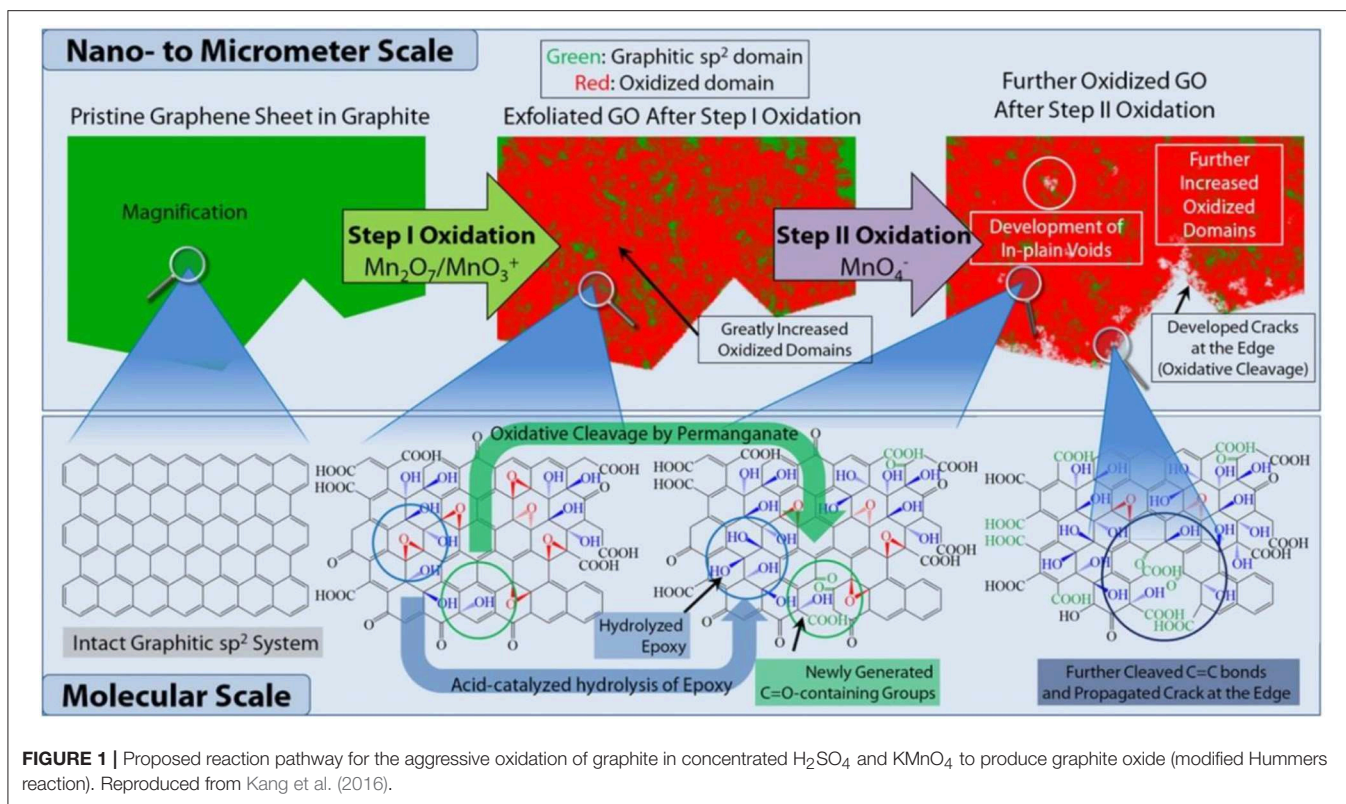 Nano- to Micrometer Scale
Green: Graphitic sp² domain
Red: Oxidized domain
Pristine Graphene Sheet in Graphite
Exfoliated GO After Step I Oxidation
Further Oxidized GO
After Step II Oxidation
Magnification
Step I Oxidation
Mn₂O₇/MnO₃⁺
Greatly Increased
Oxidized Domains
Step II Oxidation
MnO₄⁻
Development of
In-plain Voids
Further
Increased
Oxidized
Domains
Developed Cracks
at the Edge
(Oxidative Cleavage)
Oxidative Cleavage by Permanganate
Intact Graphitic sp² System
Acid-catalyzed hydrolysis of Epoxy
Hydrolyzed
Epoxy
Newly Generated
C=O-containing Groups
Further Cleaved C=C bonds
and Propagated Crack at the Edge
Molecular Scale
FIGURE 1 | Proposed reaction pathway for the aggressive oxidation of graphite in concentrated H₂SO₄ and KMnO₄ to produce graphite oxide (modified Hummers
reaction). Reproduced from Kang et al. (2016).